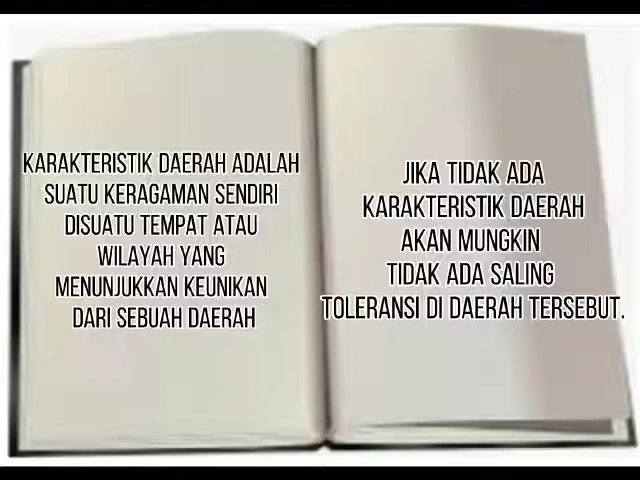 KARAKTERISTIK DAERAH ADALAH
SUATU KERAGAMAN SENDIRI
DISUATU TEMPAT ATAU
WILAYAH YANG
MENUNJUKKAN KEUNIKAN
DARI SEBUAH DAERAH
JIKA TIDAK ADA
KARAKTERISTIK DAERAH
AKAN MUNGKIN
TIDAK ADA SALING
TOLERANSI DI DAERAH TERSEBUT.